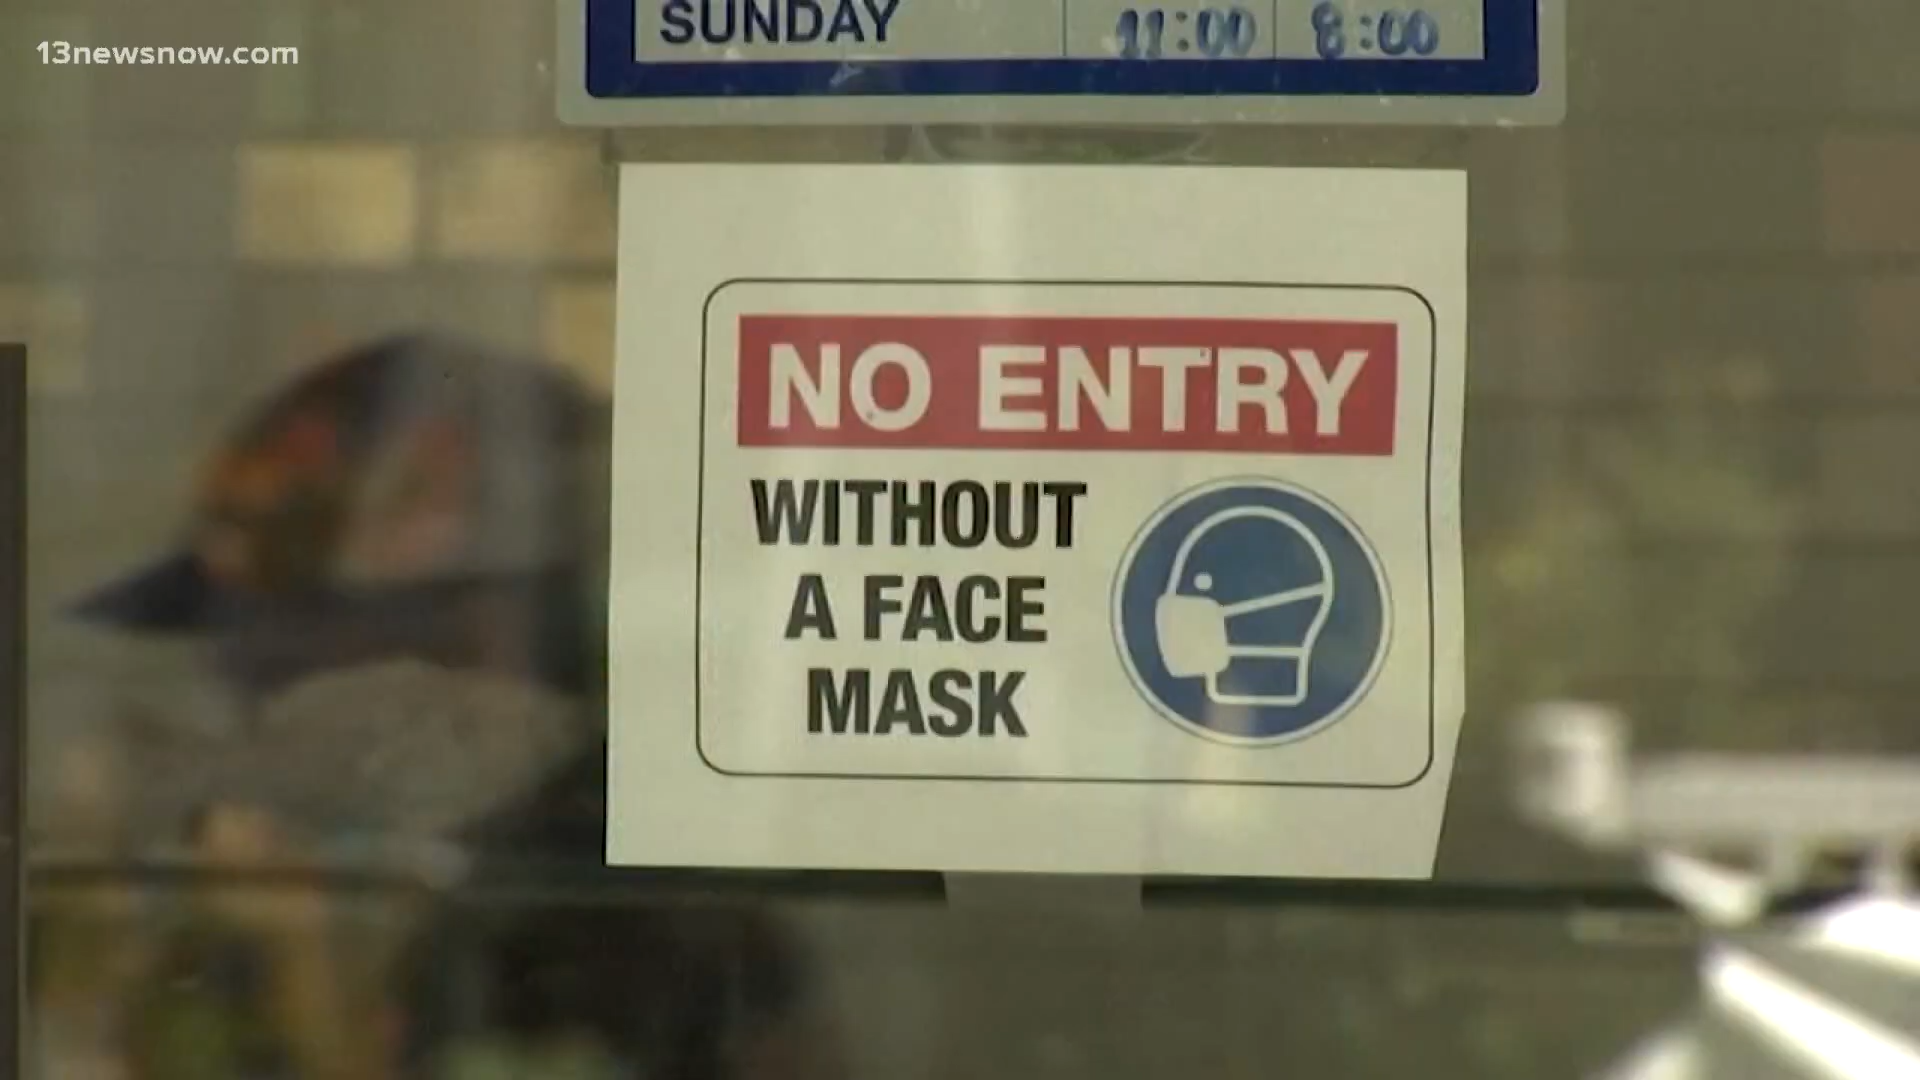 13newsnow.com
SUNDAY 11:00 8:00
NO ENTRY
WITHOUT
A FACE
MASK